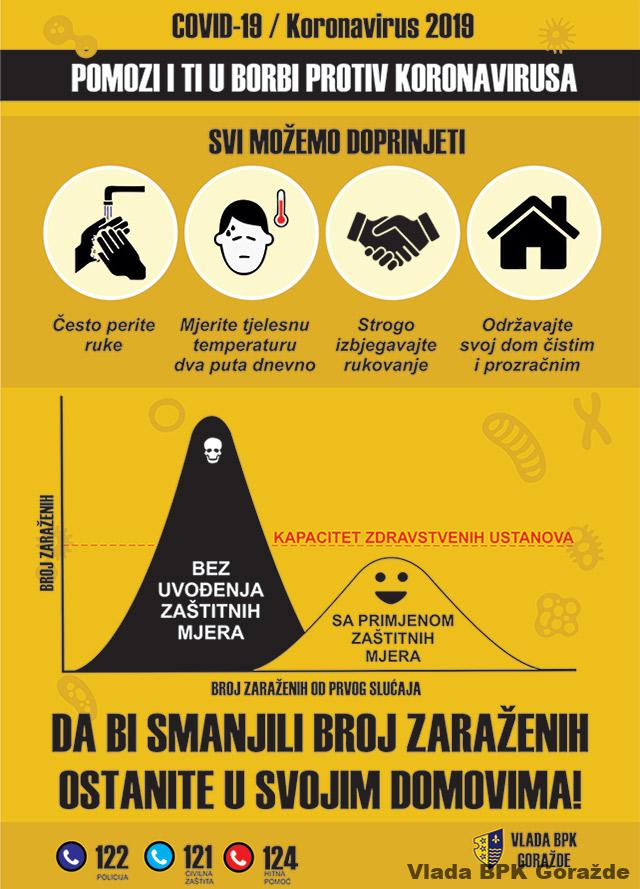 COVID-19 / Koronavirus 2019
POMOZI I TI U BORBI PROTIV KORONAVIRUSA
SVI MOŽEMO DOPRINJETI
Često perite
ruke
Mjerite tjelesnu
temperaturu
dva puta dnevno
Strogo
izbjegavajte
rukovanje
Održavajte
svoj dom čistim
i prozračnim
BROJ ZARAŽENIH
KAPACITET ZDRAVSTVENIH USTANOVA
BEZ
UVOĐENJA
ZAŠTITNIH
MJERA
SA PRIMJENOM
ZAŠTITNIH
MJERA
BROJ ZARAŽENIH OD PRVOG SLUĆAJA
DA BI SMANJILI BROJ ZARAŽENIH
OSTANITE U SVOJIM DOMOVIMA!
122
POLICIJA
121
CIVILNA
ZAŠTITA
124
HITNA
POMOĆ
VLADA BPK
GORAŽDE
Vlada BPK Goražde